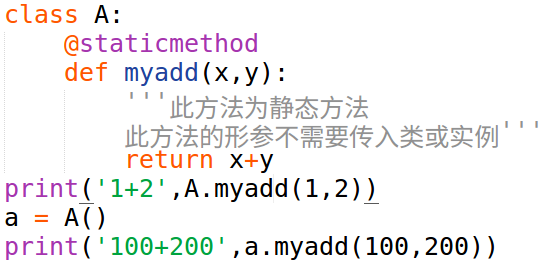 class A:
    @staticmethod
    def myadd(x,y):
        '''此方法为静态方法
        此方法的形参不需要传入类或实例'''
        return x+y
print('1+2',A.myadd(1,2))
a = A()
print('100+200',a.myadd(100,200))